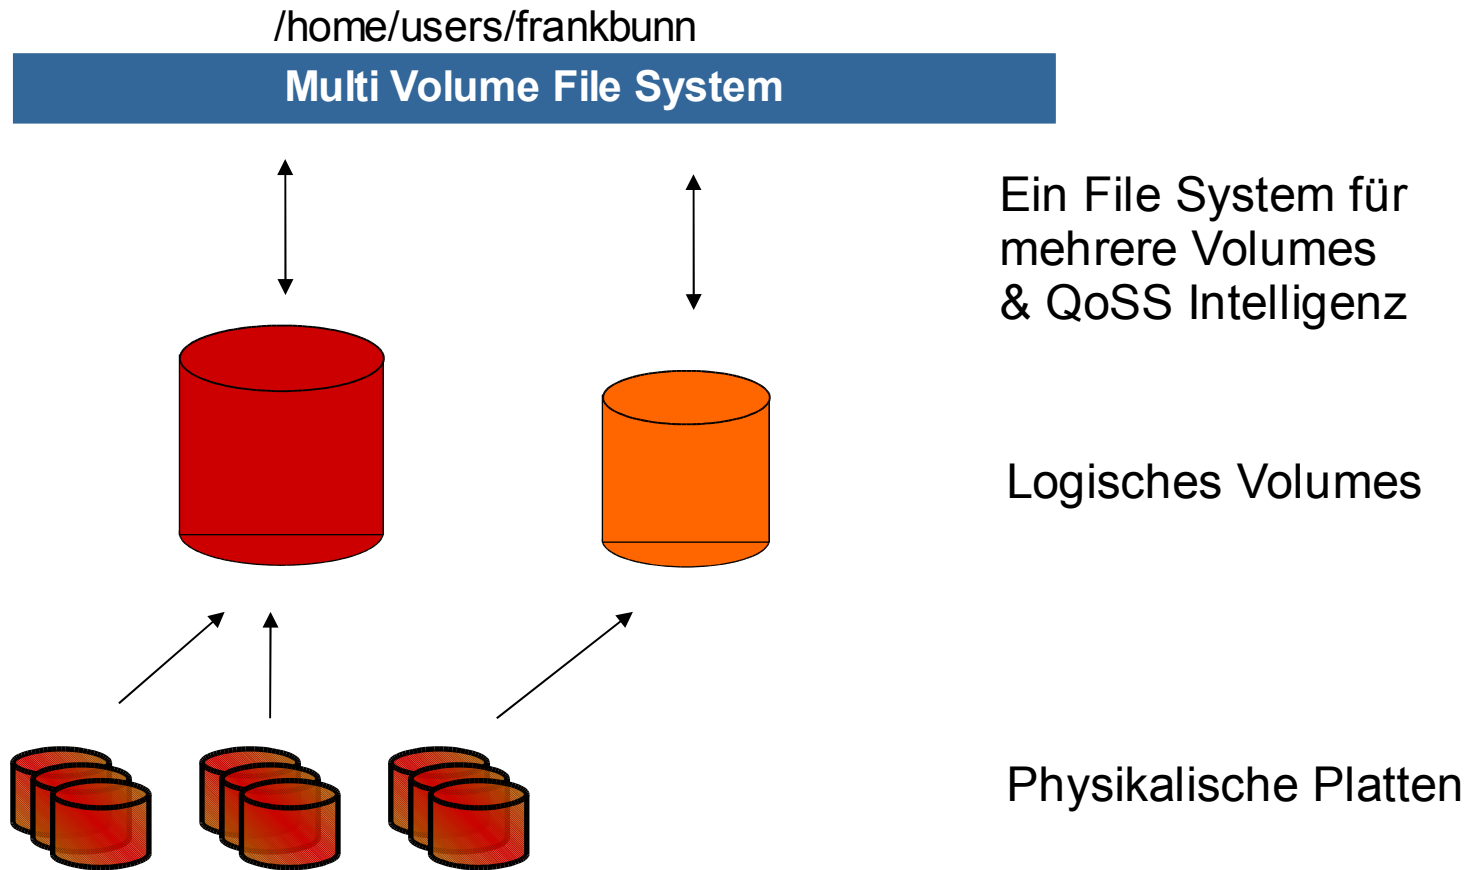 /home/users/frankbunn
Multi Volume File System
Ein File System für
mehrere Volumes
& QoSS Intelligenz
Logisches Volumes
Physikalische Platten